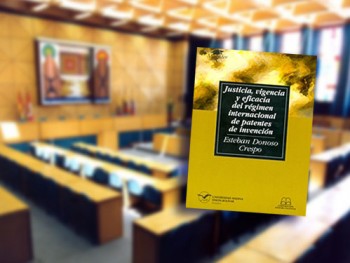 Justicia, vigencia
y eficacia
del régimen
internacional
de patentes
de invención
Esteban Donoso
Crespo